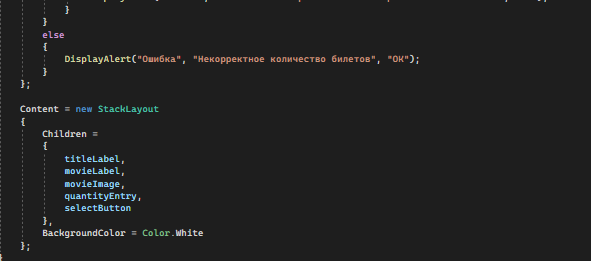 }
}
else
{
DisplayAlert("Ошибка", "Некорректное количество билетов", "OK");
}
};
Content = new StackLayout
{
Children =
{
titleLabel,
movieLabel,
movieImage,
quantityEntry,
selectButton
},
BackgroundColor = Color.White
};